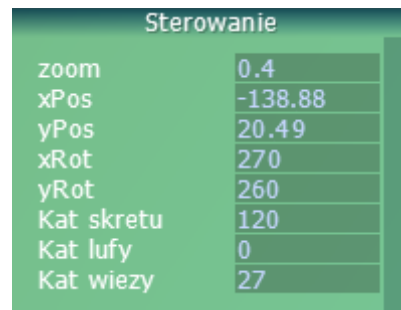 Sterowanie
zoom 0.4
xPos -138.88
yPos 20.49
xRot 270
yRot 260
Kat skretu 120
Kat lufy 0
Kat wiezy 27